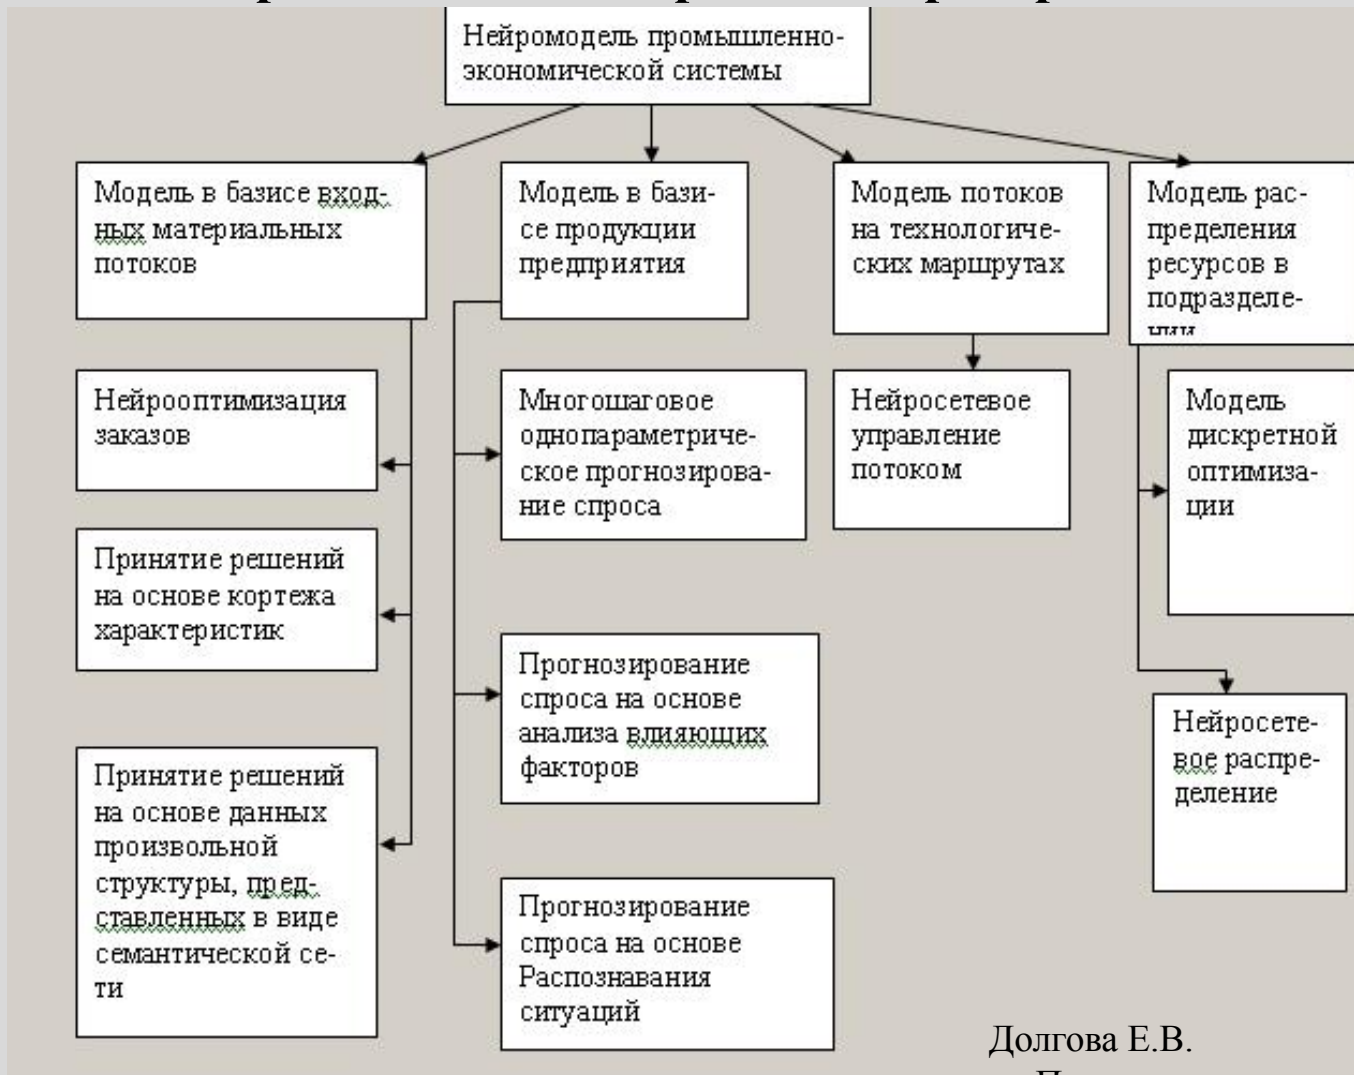 Нейромодель промышленно-
экономической системы
Модель в базисе вход-
ных материальных
потоков
Модель в бази-
се продукции
предприятия
Модель потоков
на технологиче-
ских маршрутах
Модель рас-
пределения
ресурсов в
подразделе-
нии
Нейрооптимизация
заказов
Многошаговое
однопараметриче-
ское прогнозирова-
ние спроса
Нейросетевое
управление
потоком
Модель
дискретной
оптимиза-
ции
Принятие решений
на основе кортежа
характеристик
Прогнозирование
спроса на основе
анализа влияющих
факторов
Нейросете-
вое распре-
деление
Принятие решений
на основе данных
произвольной
структуры, пред-
ставленных в виде
семантической се-
ти
Прогнозирование
спроса на основе
Распознавания
ситуаций
Долгова Е.В.